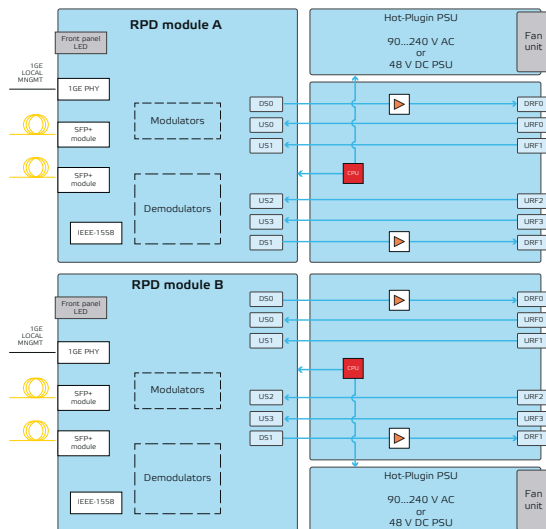 RPD module A
Front panel
LED
1GE
LOCAL
MNGMT
1GE PHY
SFP+
module
SFP+
module
IEEE-1558
Modulators
Demodulators
DS0
US0
US1
US2
US3
DS1
Hot-Plugin PSU
90...240 V AC
or
48 V DC PSU
Fan
unit
CPU
DRF0
URF0
URF1
URF2
URF3
DRF1
RPD module B
Front panel
LED
1GE
LOCAL
MNGMT
1GE PHY
SFP+
module
SFP+
module
IEEE-1558
Modulators
Demodulators
DS0
US0
US1
US2
US3
DS1
CPU
DRF0
URF0
URF1
URF2
URF3
DRF1
Hot-Plugin PSU
90...240 V AC
or
48 V DC PSU
Fan
unit